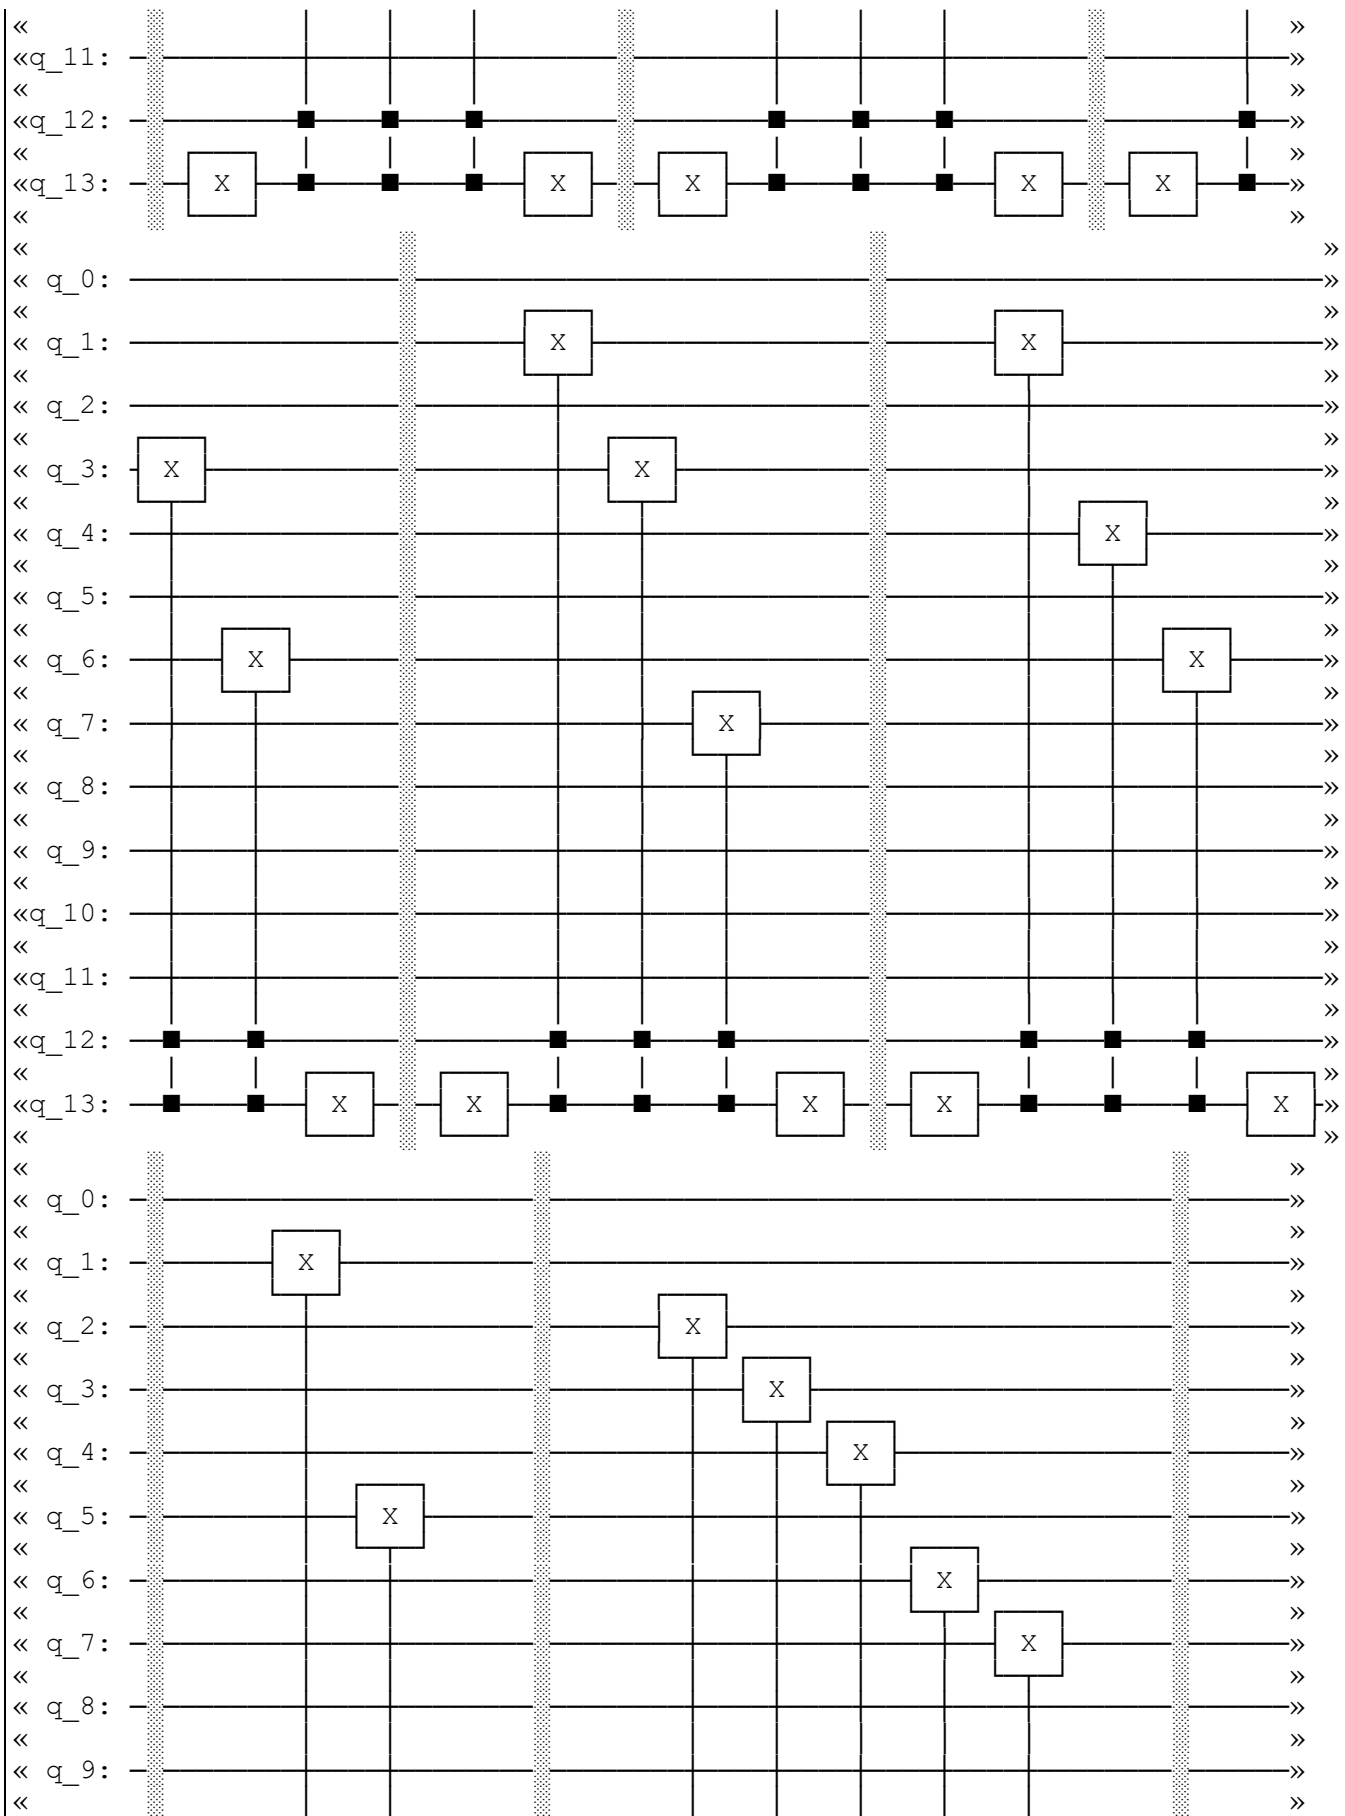 « »
«q_11: »
« »
«q_12: »
« »
«q_13: X X X X X »
« »
« »
« q_0: »
« »
« q_1: X X »
« »
« q_2: »
« »
« q_3: X X »
« »
« q_4: X »
« »
« q_5: »
« »
« q_6: X X »
« »
« q_7: X »
« »
« q_8: »
« »
« q_9: »
« »
«q_10: »
« »
«q_11: »
« »
«q_12: »
« »
«q_13: X X X X X »
« »
« »
« q_0: »
« »
« q_1: X »
« »
« q_2: X »
« »
« q_3: X »
« »
« q_4: X »
« »
« q_5: X »
« »
« q_6: X »
« »
« q_7: X »
« »
« q_8: »
« »
« q_9: »
« »